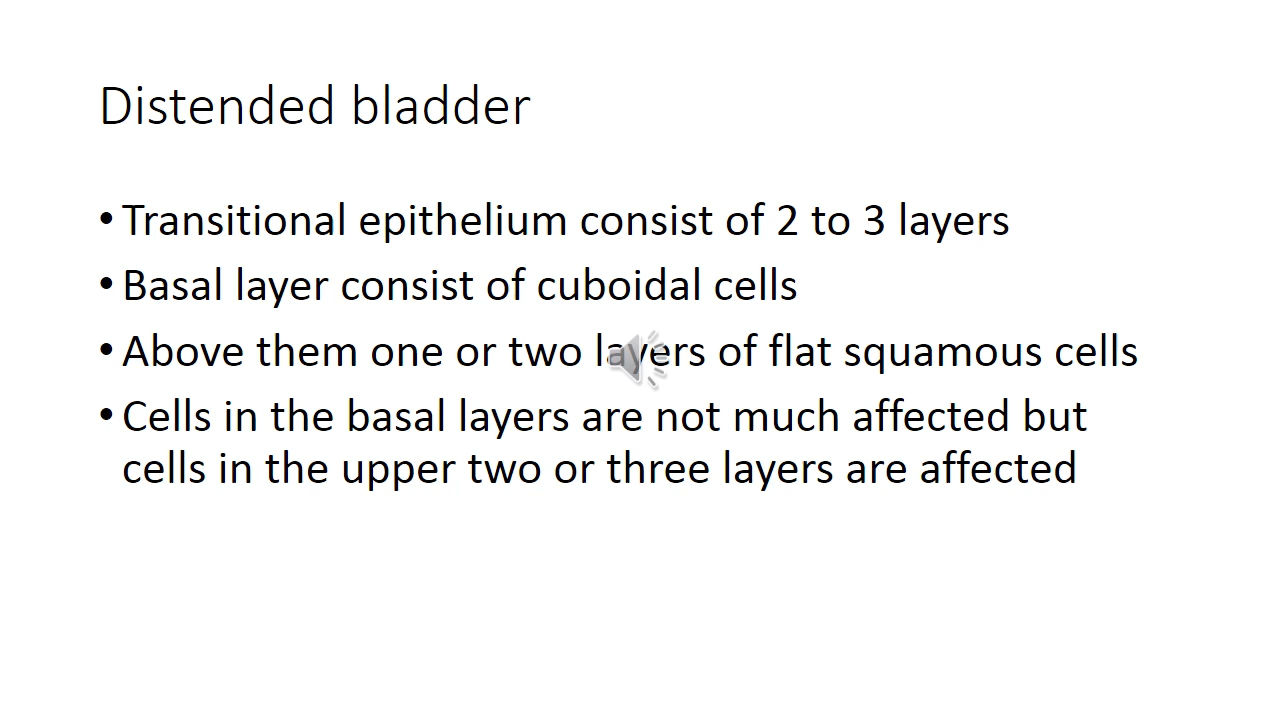 Distended bladder
• Transitional epithelium consist of 2 to 3 layers
• Basal layer consist of cuboidal cells
• Above them one or two layers of flat squamous cells
• Cells in the basal layers are not much affected but
cells in the upper two or three layers are affected